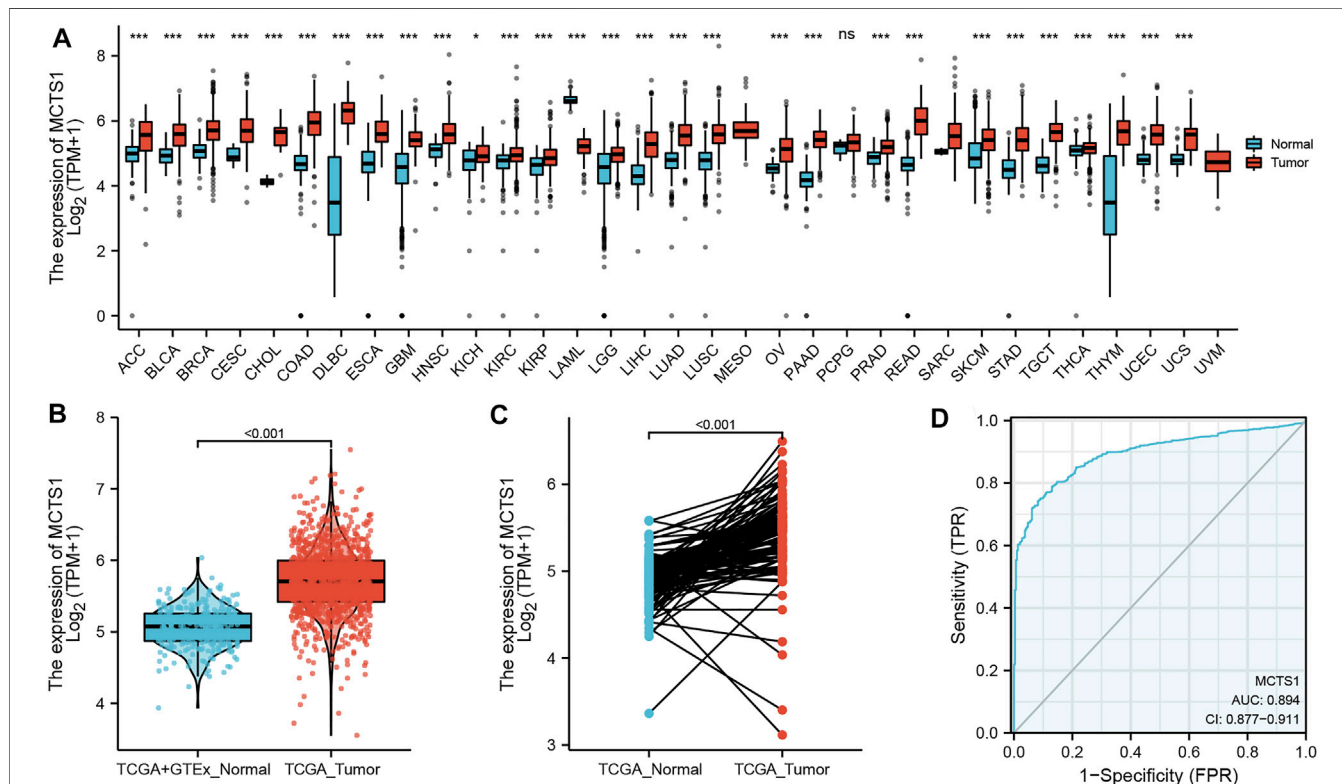 A
The expression of MCTS1
Log2 (TPM+1)
8
6
4
2
0
*** *** *** *** *** *** *** *** *** *** * *** *** *** *** *** *** *** *** *** ns *** *** *** *** *** *** *** *** ***
Normal
Tumor
ACC BLCA BRCA CESC CHOL COAD DLBC ESCA GBM HNSC KICH KIRC KIRP LAML LGG LIHC LUAD LUSC MESO OV PAAD PCPG PRAD READ SARC SKCM STAD TGCT THCA THYM UCEC UCS UVM
B
The expression of MCTS1
Log2 (TPM+1)
8
7
6
5
4
<0.001
TCGA+GTEx_Normal TCGA_Tumor
C
The expression of MCTS1
Log2 (TPM+1)
6
5
4
3
<0.001
TCGA_Normal TCGA_Tumor
D
Sensitivity (TPR)
1.0
0.8
0.6
0.4
0.2
0.0
MCTS1
AUC: 0.894
CI: 0.877−0.911
0.0 0.2 0.4 0.6 0.8 1.0
1−Specificity (FPR)